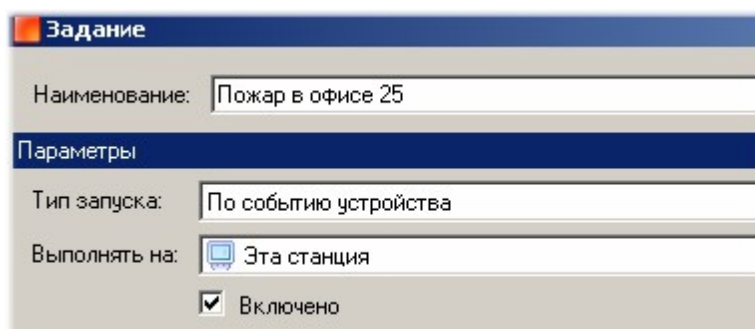 Задание
Наименование: Пожар в офисе 25
Параметры
Тип запуска: По событию устройства
Выполнять на: Эта станция
Включено